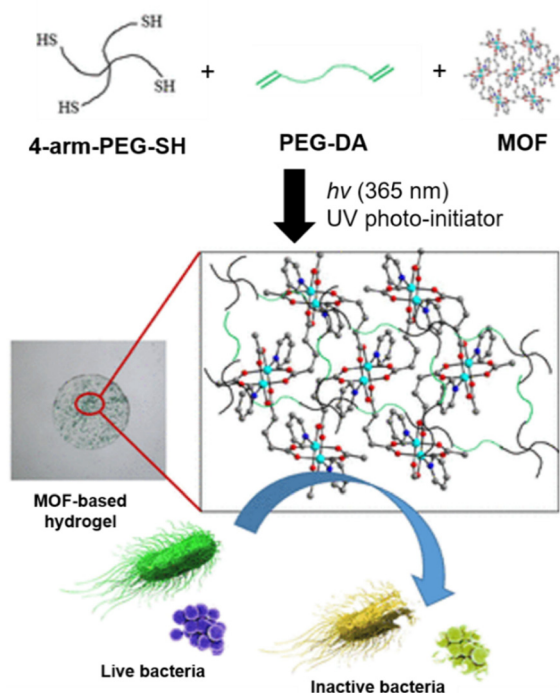 SH
HS
SH
HS
+
+
4-arm-PEG-SH
PEG-DA
MOF
hv (365 nm)
UV photo-initiator
MOF-based
hydrogel
Live bacteria
Inactive bacteria